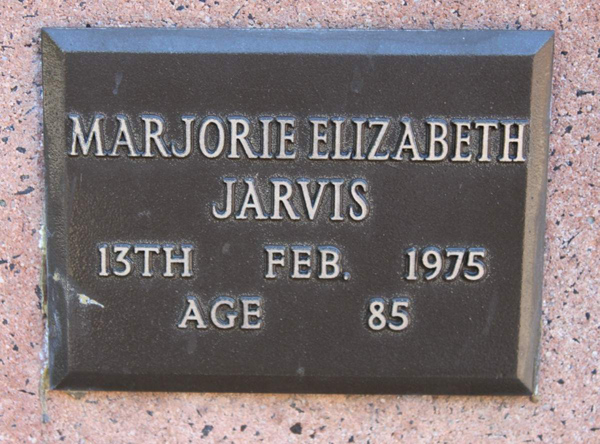 MARJORIE ELIZABETH
JARVIS
13TH FEB. 1975
AGE 85